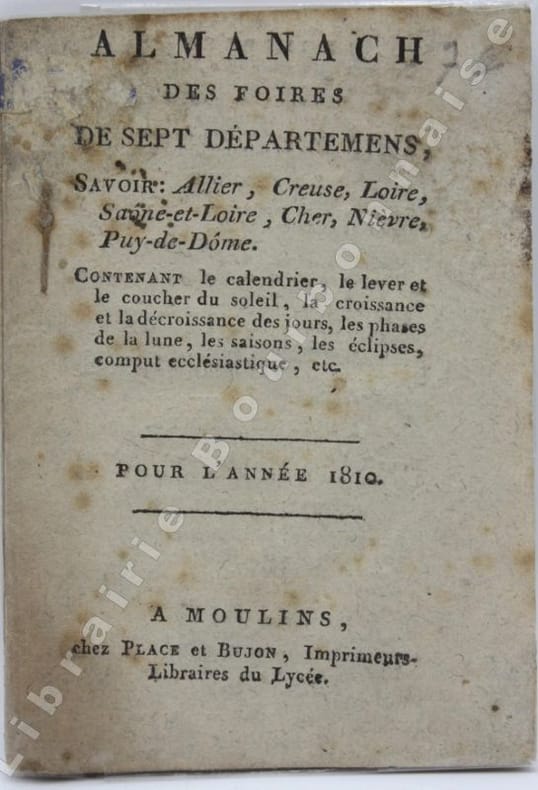 ALMANACH
DES FOIRES
DE SEPT DÉPARTEMENS,
SAVOIR: Allier, Creuse, Loire,
Saône-et-Loire, Cher, Nièvre,
Puy-de-Dôme.
CONTENANT le calendrier, le lever et
le coucher du soleil, la croissance
et la décroissance des jours, les phases
de la lune, les saisons, les éclipses,
comput ecclésiastique, etc.
POUR L'ANNÉE 1810.
A MOULINS,
chez PLACE et BUJON, Imprimeurs-
Libraires du Lycée.
Librairie Bourbonnaise